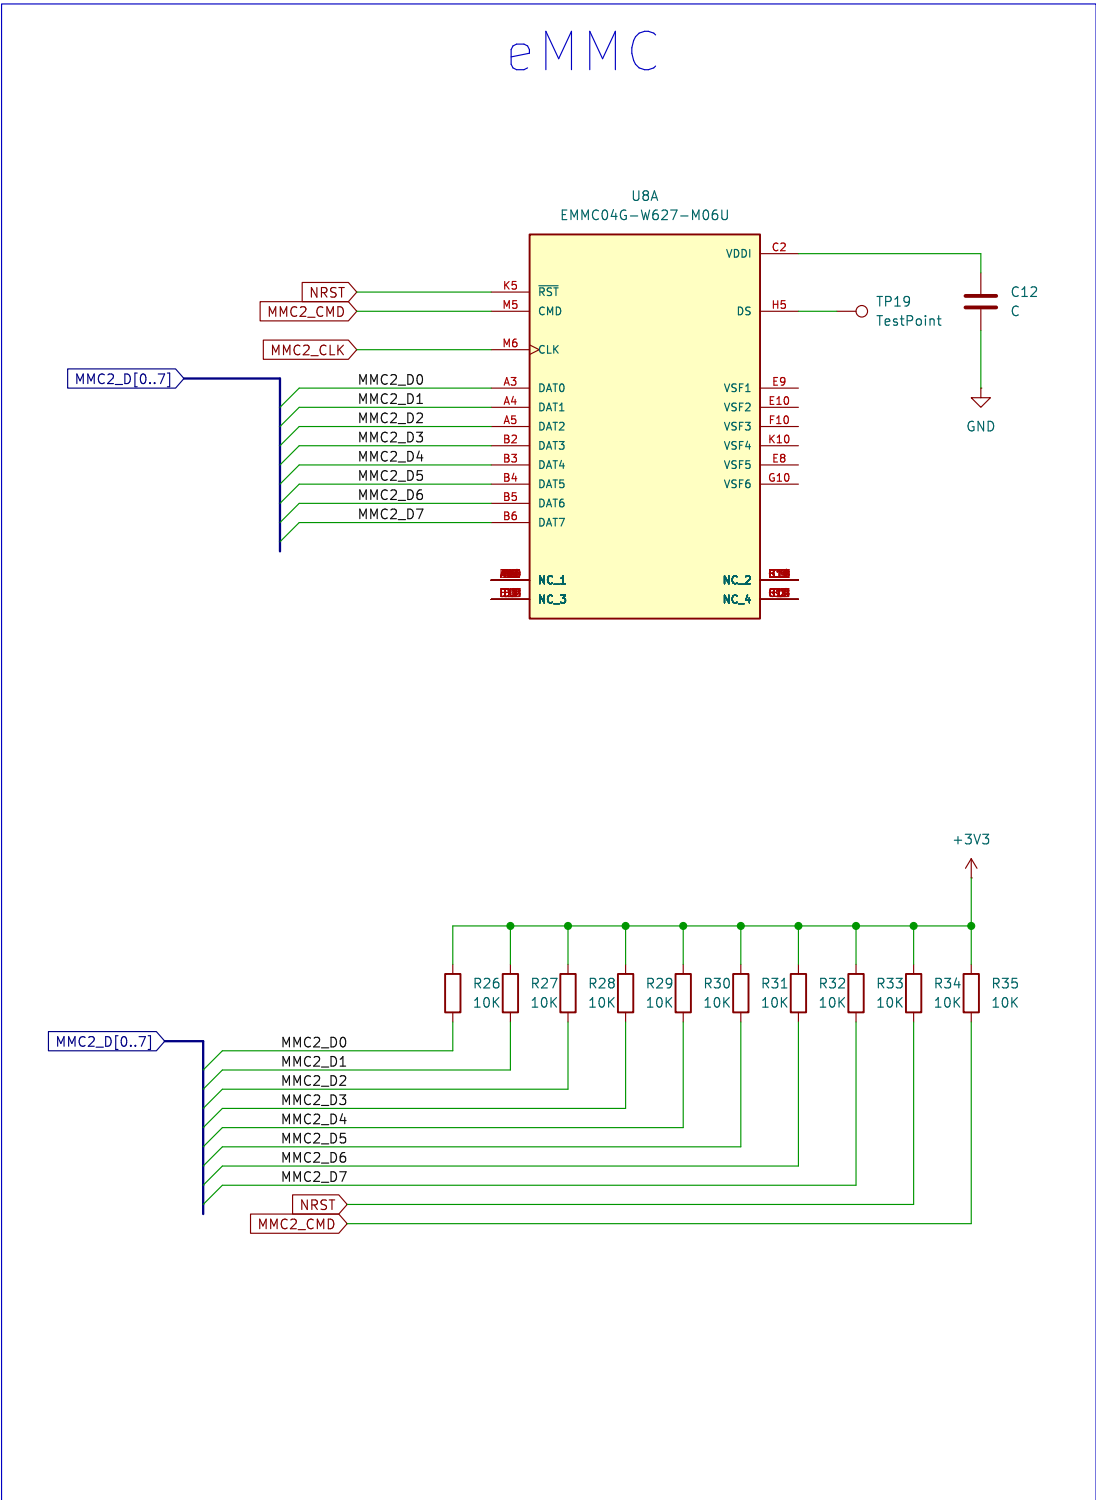 eMMC
U8A
EMMC04G-W627-M06U
VDDI C2
NRST K5 RST
MMC2_CMD M5 CMD
DS H5
TP19
TestPoint
C12
C
MMC2_CLK M6 CLK
MMC2_D[0..7]
MMC2_D0 A3 DAT0 VSF1 E9
MMC2_D1 A4 DAT1 VSF2 E10
MMC2_D2 A5 DAT2 VSF3 F10
GND
MMC2_D3 B2 DAT3 VSF4 K10
MMC2_D4 B3 DAT4 VSF5 E8
MMC2_D5 B4 DAT5 VSF6 G10
MMC2_D6 B5 DAT6
MMC2_D7 B6 DAT7
NC_1 NC_2
NC_3 NC_4
+3V3
R26 R27 R28 R29 R30 R31 R32 R33 R34 R35
10K 10K 10K 10K 10K 10K 10K 10K 10K 10K
MMC2_D[0..7]
MMC2_D0
MMC2_D1
MMC2_D2
MMC2_D3
MMC2_D4
MMC2_D5
MMC2_D6
MMC2_D7
NRST
MMC2_CMD